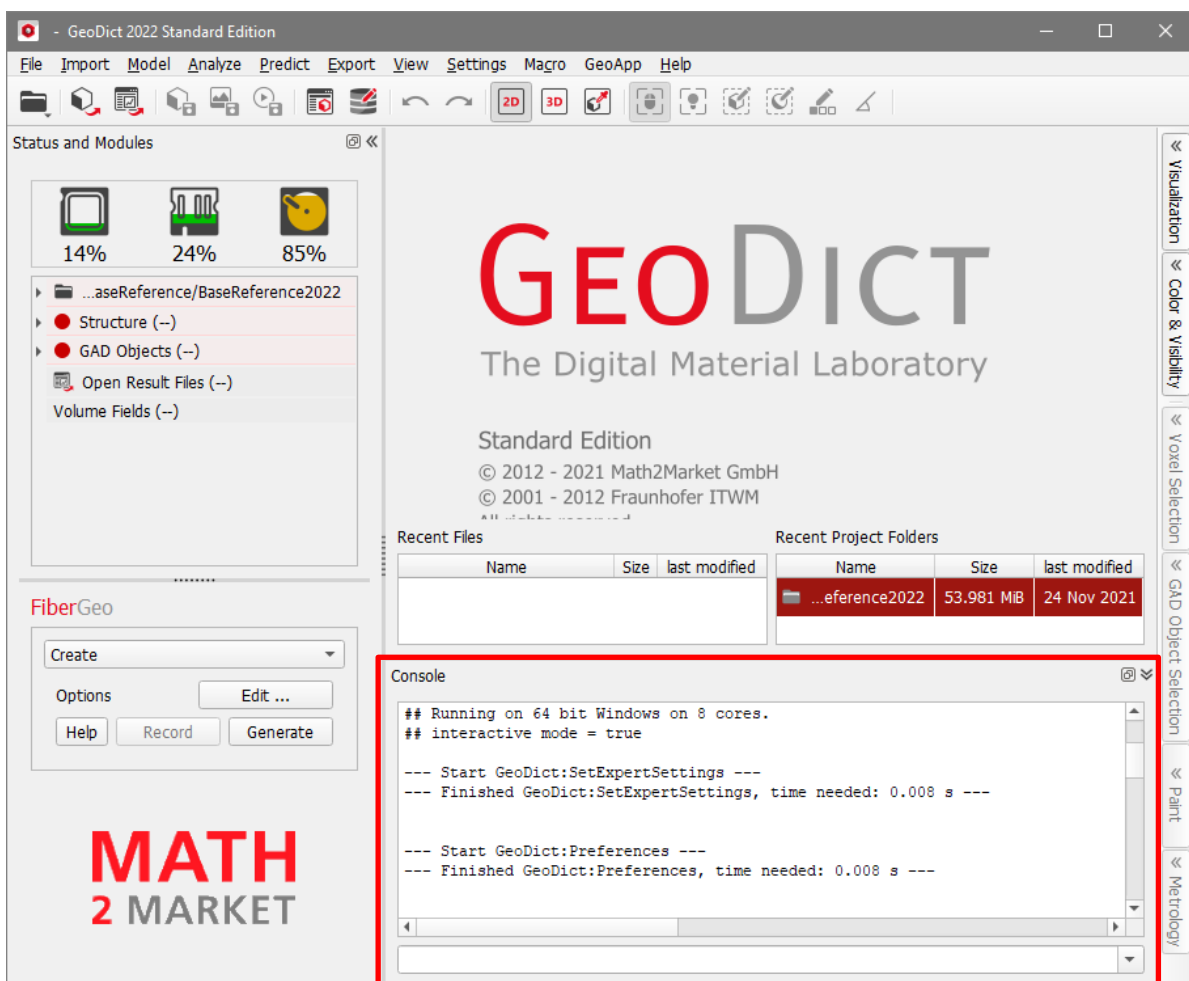 - GeoDict 2022 Standard Edition
File Import Model Analyze Predict Export View Settings Macro GeoApp Help
2D 3D
Status and Modules
14% 24% 85%
...aseReference/BaseReference2022
Structure (--)
GAD Objects (--)
Open Result Files (--)
Volume Fields (--)
FiberGeo
Create
Options Edit ...
Help Record Generate
MATH
2 MARKET
GEODICT
The Digital Material Laboratory
Standard Edition
© 2012 - 2021 Math2Market GmbH
© 2001 - 2012 Fraunhofer ITWM
All rights reserved
Recent Files
Name Size last modified
Recent Project Folders
Name Size last modified
...eference2022 53.981 MiB 24 Nov 2021
Console
## Running on 64 bit Windows on 8 cores.
## interactive mode = true
--- Start GeoDict:SetExpertSettings ---
--- Finished GeoDict:SetExpertSettings, time needed: 0.008 s ---
--- Start GeoDict:Preferences ---
--- Finished GeoDict:Preferences, time needed: 0.008 s ---
Visualization
Color & Visibility
Voxel Selection
GAD Object Selection
Paint
Metrology